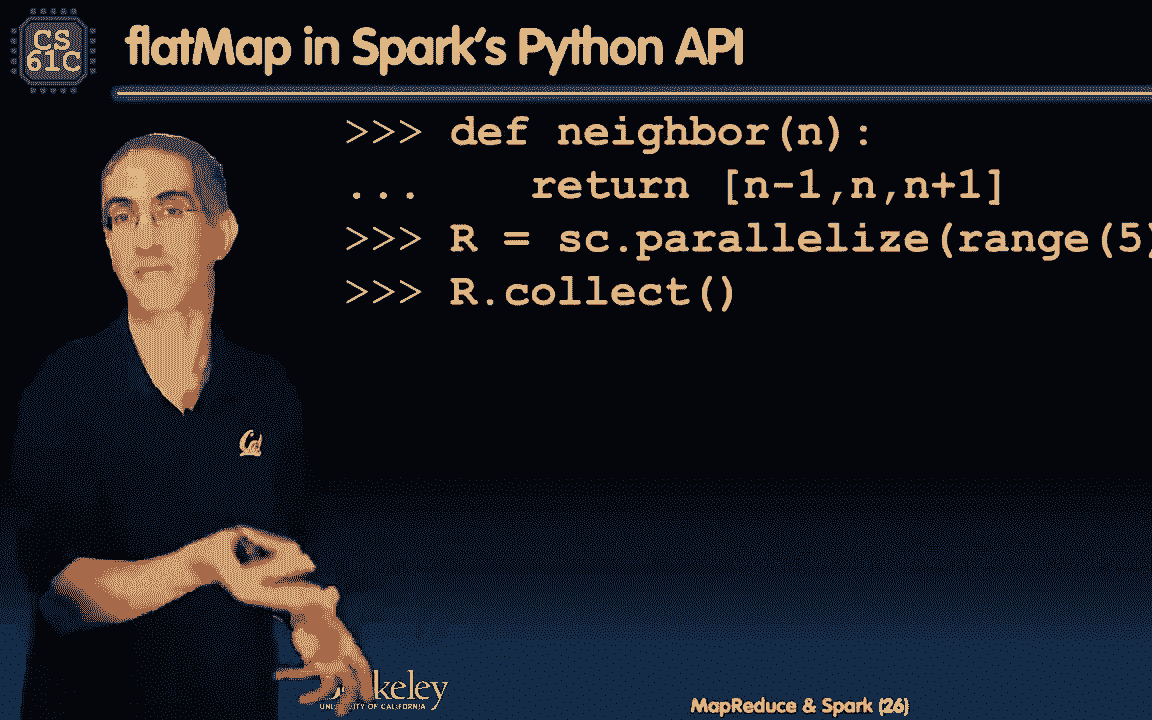 CS
61C
flatMap in Spark's Python API
>>> def neighbor(n):
... return [n-1,n,n+1]
>>> R = sc.parallelize(range(5)
>>> R.collect()
keley
UNIVERSITY OF CALIFORNIA
MapReduce & Spark (26)
Cal